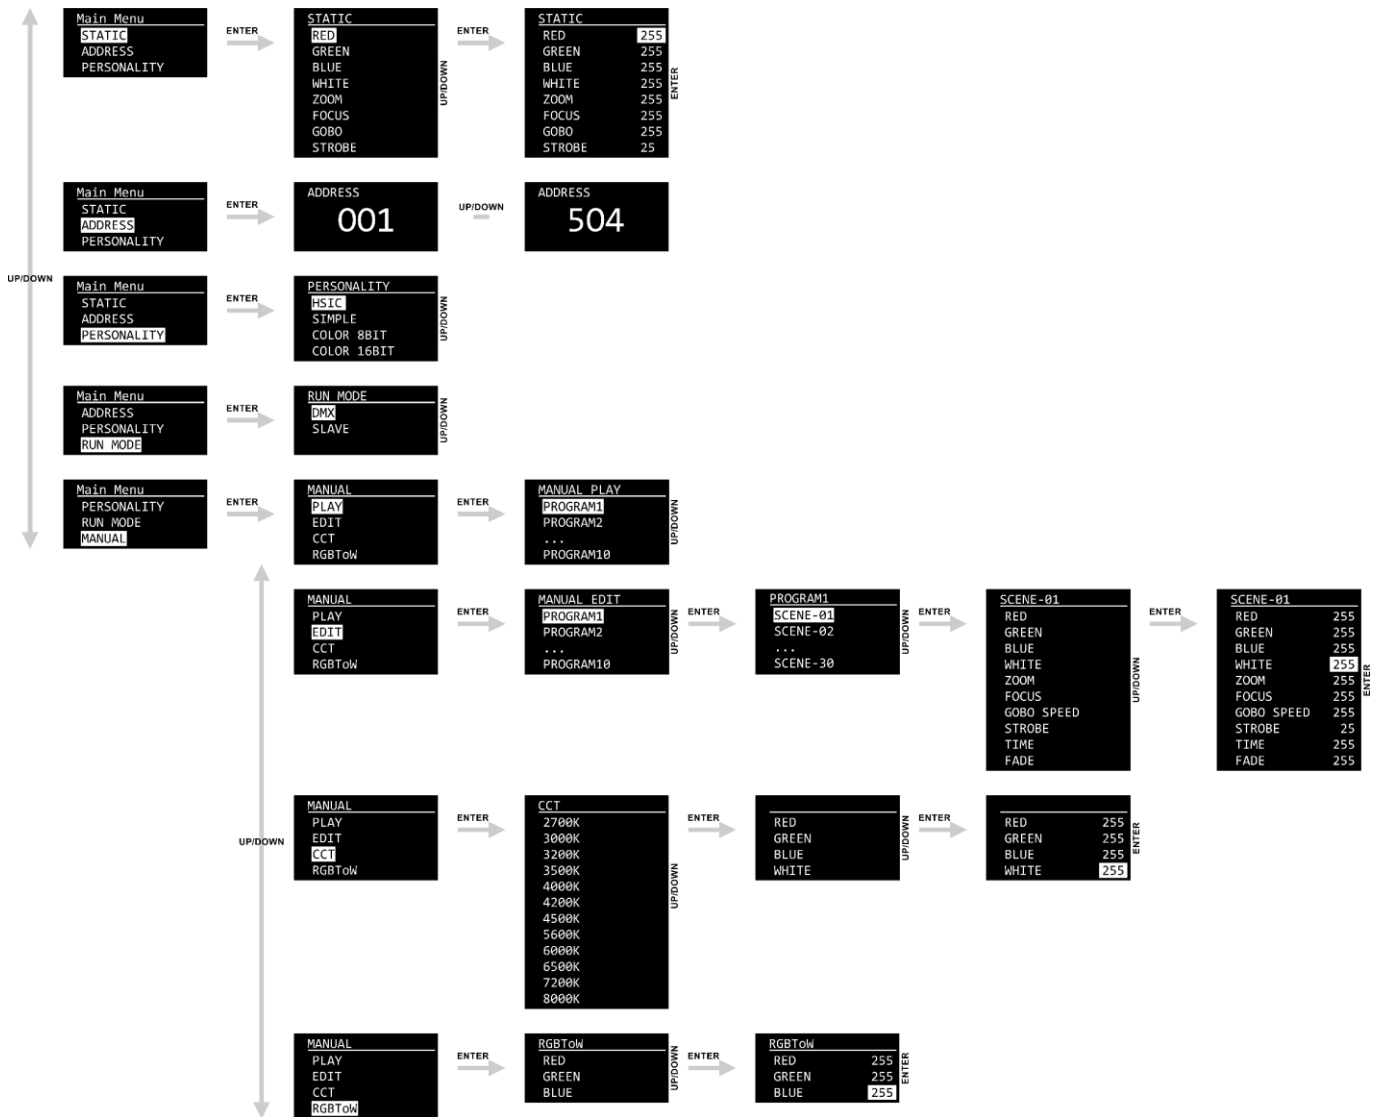 Main Menu
STATIC
ADDRESS
PERSONALITY
ENTER
STATIC
RED
GREEN
BLUE
WHITE
ZOOM
FOCUS
GOBO
STROBE
UP/DOWN
ENTER
STATIC
RED 255
GREEN 255
BLUE 255
WHITE 255
ZOOM 255
FOCUS 255
GOBO 255
STROBE 25
ENTER
Main Menu
STATIC
ADDRESS
PERSONALITY
ENTER
ADDRESS
001
UP/DOWN
ADDRESS
504
UP/DOWN
Main Menu
STATIC
ADDRESS
PERSONALITY
ENTER
PERSONALITY
HSIC
SIMPLE
COLOR 8BIT
COLOR 16BIT
UP/DOWN
Main Menu
ADDRESS
PERSONALITY
RUN MODE
ENTER
RUN MODE
DMX
SLAVE
UP/DOWN
Main Menu
PERSONALITY
RUN MODE
MANUAL
ENTER
MANUAL
PLAY
EDIT
CCT
RGBToW
ENTER
MANUAL PLAY
PROGRAM1
PROGRAM2
...
PROGRAM10
UP/DOWN
MANUAL
PLAY
EDIT
CCT
RGBToW
ENTER
MANUAL EDIT
PROGRAM1
PROGRAM2
...
PROGRAM10
UP/DOWN
ENTER
PROGRAM1
SCENE-01
SCENE-02
...
SCENE-30
UP/DOWN
ENTER
SCENE-01
RED
GREEN
BLUE
WHITE
ZOOM
FOCUS
GOBO SPEED
STROBE
TIME
FADE
UP/DOWN
ENTER
SCENE-01
RED 255
GREEN 255
BLUE 255
WHITE 255
ZOOM 255
FOCUS 255
GOBO SPEED 255
STROBE 25
TIME 255
FADE 255
ENTER
UP/DOWN
MANUAL
PLAY
EDIT
CCT
RGBToW
ENTER
CCT
2700K
3000K
3200K
3500K
4000K
4200K
4500K
5600K
6000K
6500K
7200K
8000K
UP/DOWN
ENTER
RED
GREEN
BLUE
WHITE
UP/DOWN
ENTER
RED 255
GREEN 255
BLUE 255
WHITE 255
ENTER
MANUAL
PLAY
EDIT
CCT
RGBToW
ENTER
RGBToW
RED
GREEN
BLUE
UP/DOWN
ENTER
RGBToW
RED 255
GREEN 255
BLUE 255
ENTER